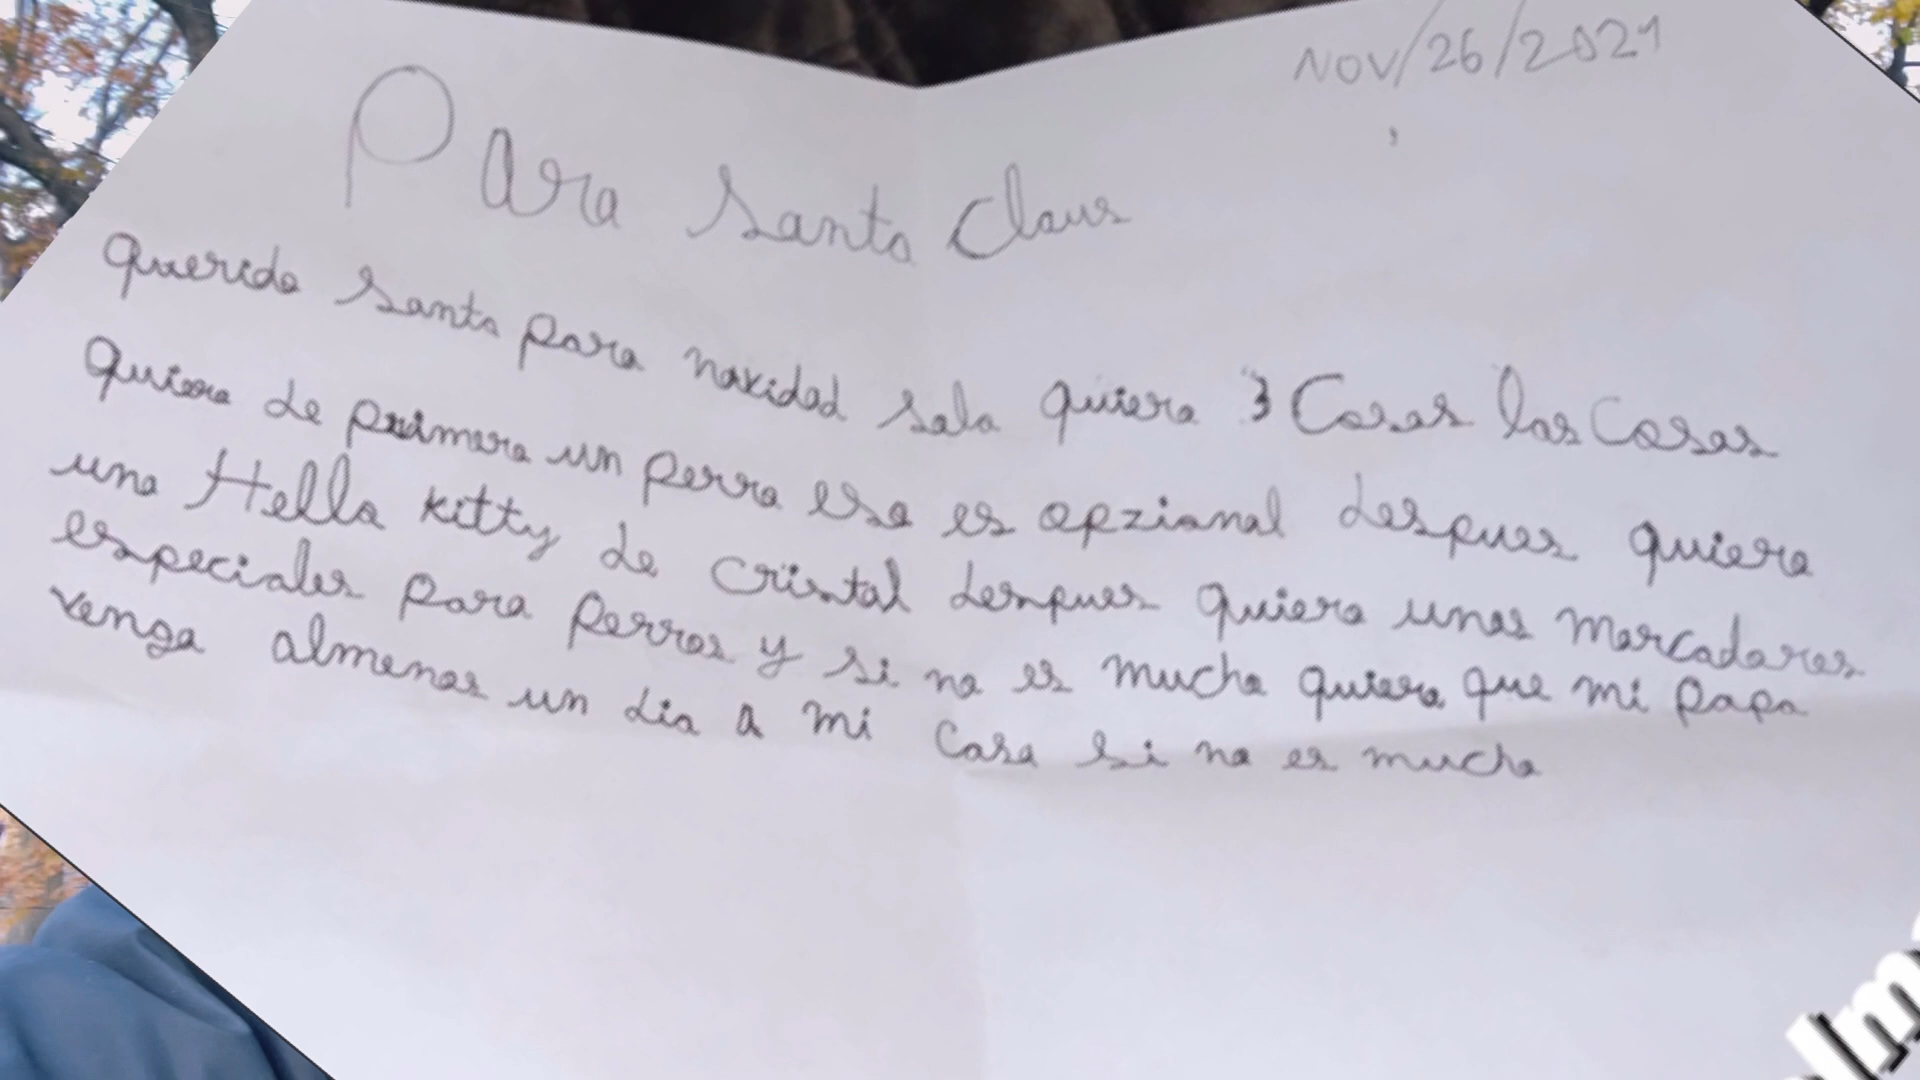 NOV/26/2021
Para Santa Claus
querido Santa para navidad solo quiero 3 Cosas las Cosas
quiero de primero un perro eso es opzional despues quiero
una Hello kitty de cristal despues quiero unos marcadores
especiales para perros y si no es mucho quiero que mi papa
venga almenos un dia a mi casa si no es mucho